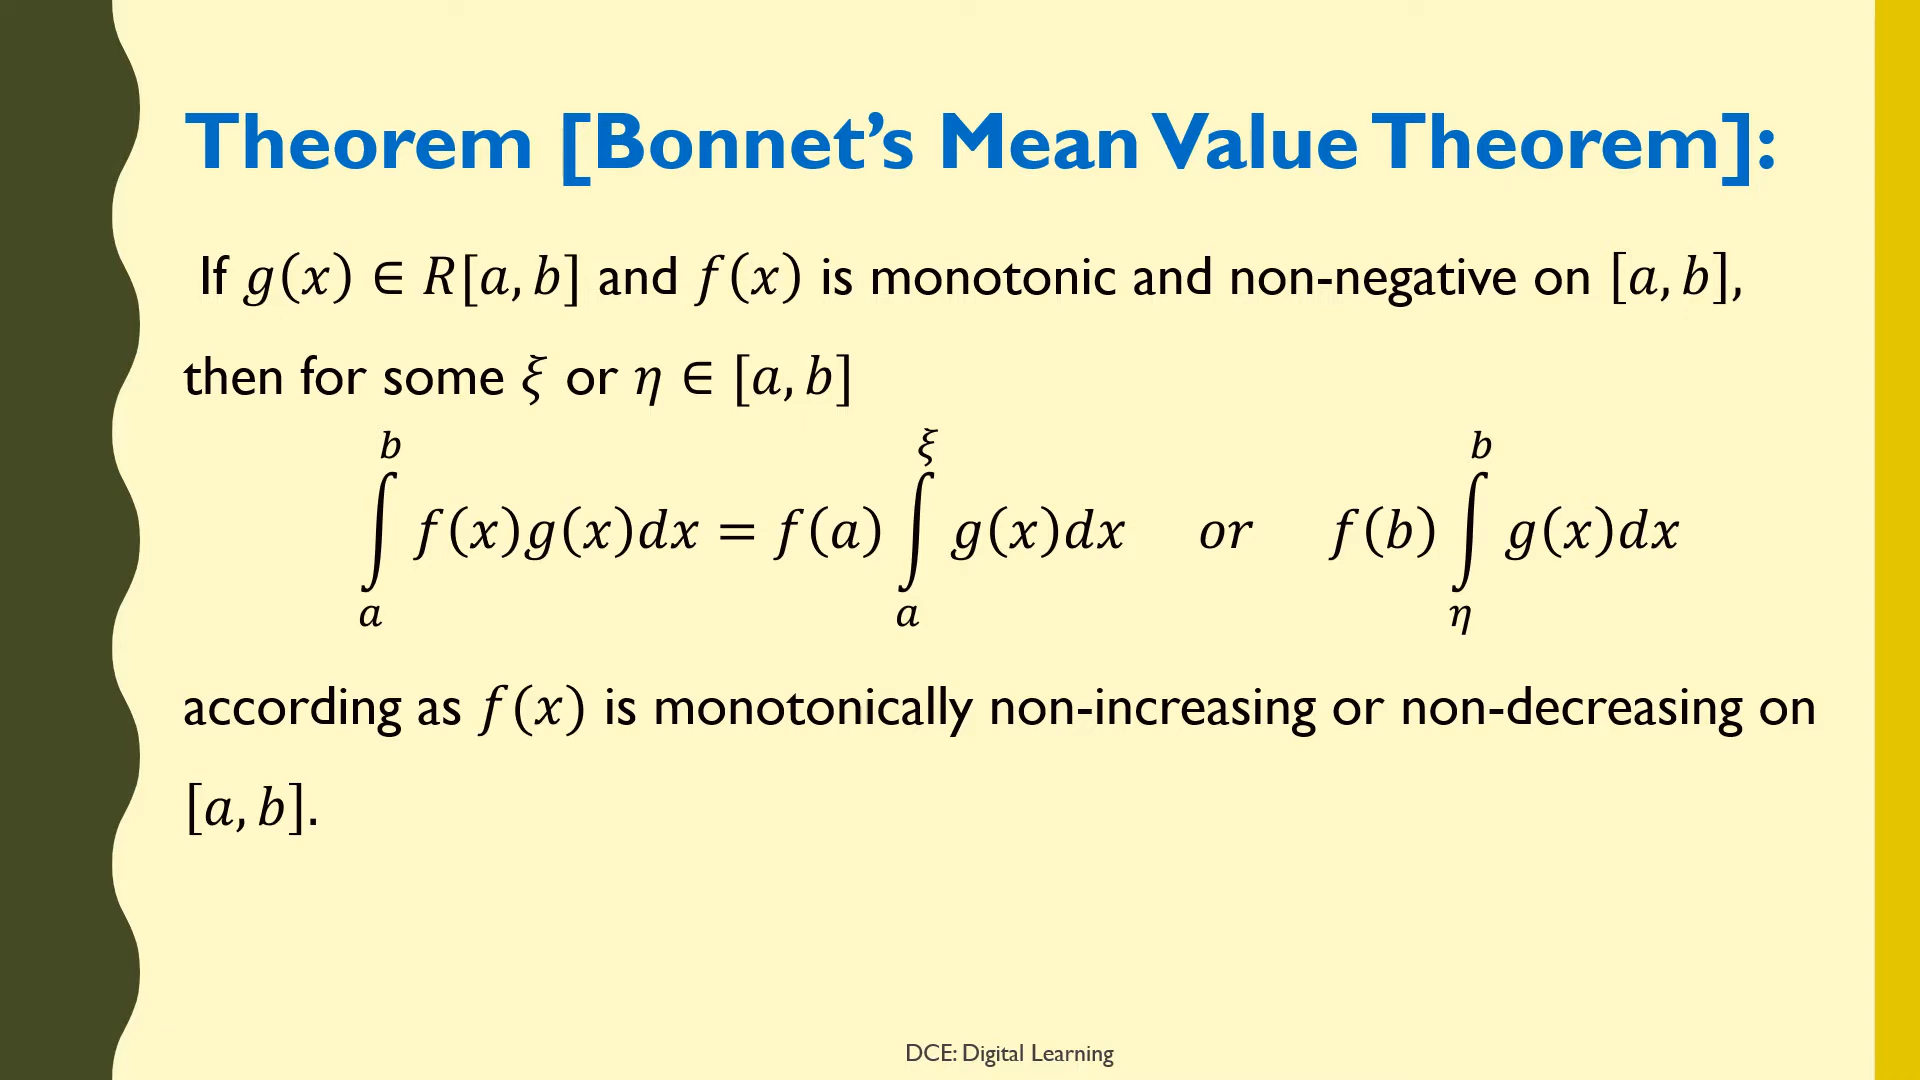 Theorem [Bonnet’s Mean Value Theorem]:
If g(x) ∈ R[a, b] and f(x) is monotonic and non-negative on [a, b],
then for some ξ or η ∈ [a, b]
∫_a^b f(x)g(x)dx = f(a) ∫_a^ξ g(x)dx or f(b) ∫_η^b g(x)dx
according as f(x) is monotonically non-increasing or non-decreasing on
[a, b].
DCE: Digital Learning